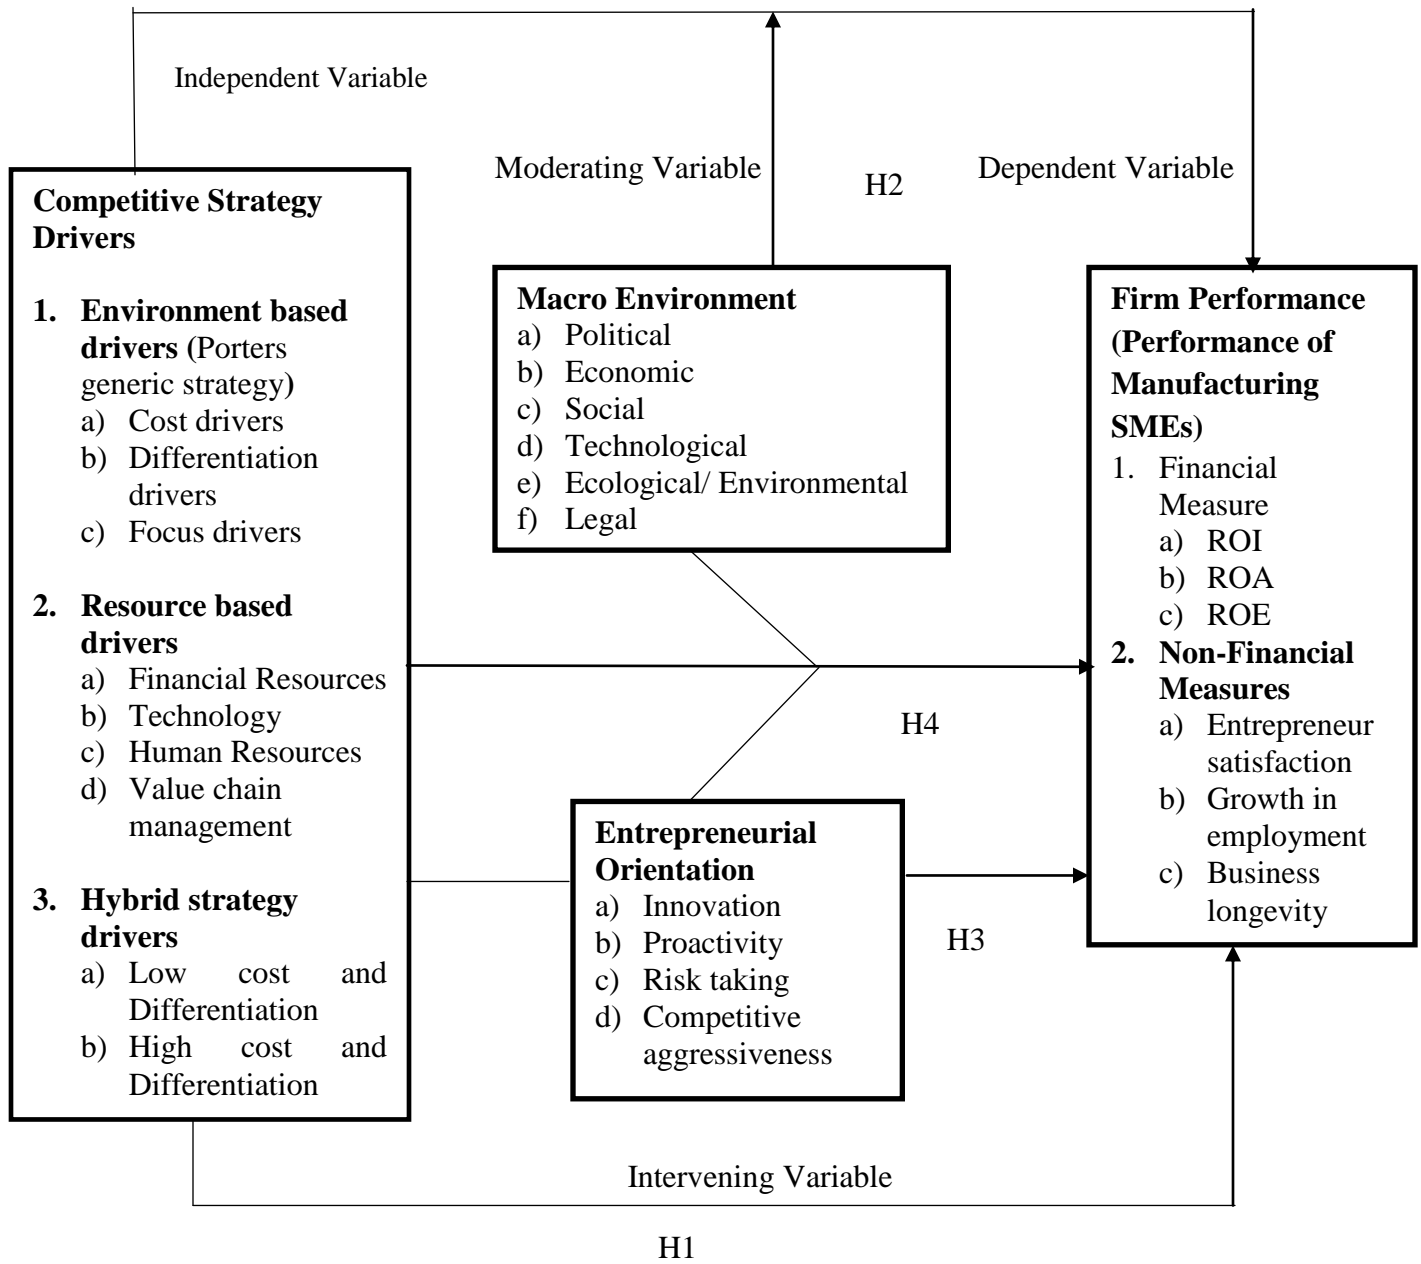 Independent Variable
Moderating Variable
H2
Dependent Variable
Competitive Strategy
Drivers
1. Environment based
drivers (Porters
generic strategy)
a) Cost drivers
b) Differentiation
drivers
c) Focus drivers
2. Resource based
drivers
a) Financial Resources
b) Technology
c) Human Resources
d) Value chain
management
3. Hybrid strategy
drivers
a) Low cost and
Differentiation
b) High cost and
Differentiation
Macro Environment
a) Political
b) Economic
c) Social
d) Technological
e) Ecological/ Environmental
f) Legal
H4
Entrepreneurial
Orientation
a) Innovation
b) Proactivity
c) Risk taking
d) Competitive
aggressiveness
H3
Firm Performance
(Performance of
Manufacturing
SMEs)
1. Financial
Measure
a) ROI
b) ROA
c) ROE
2. Non-Financial
Measures
a) Entrepreneur
satisfaction
b) Growth in
employment
c) Business
longevity
Intervening Variable
H1